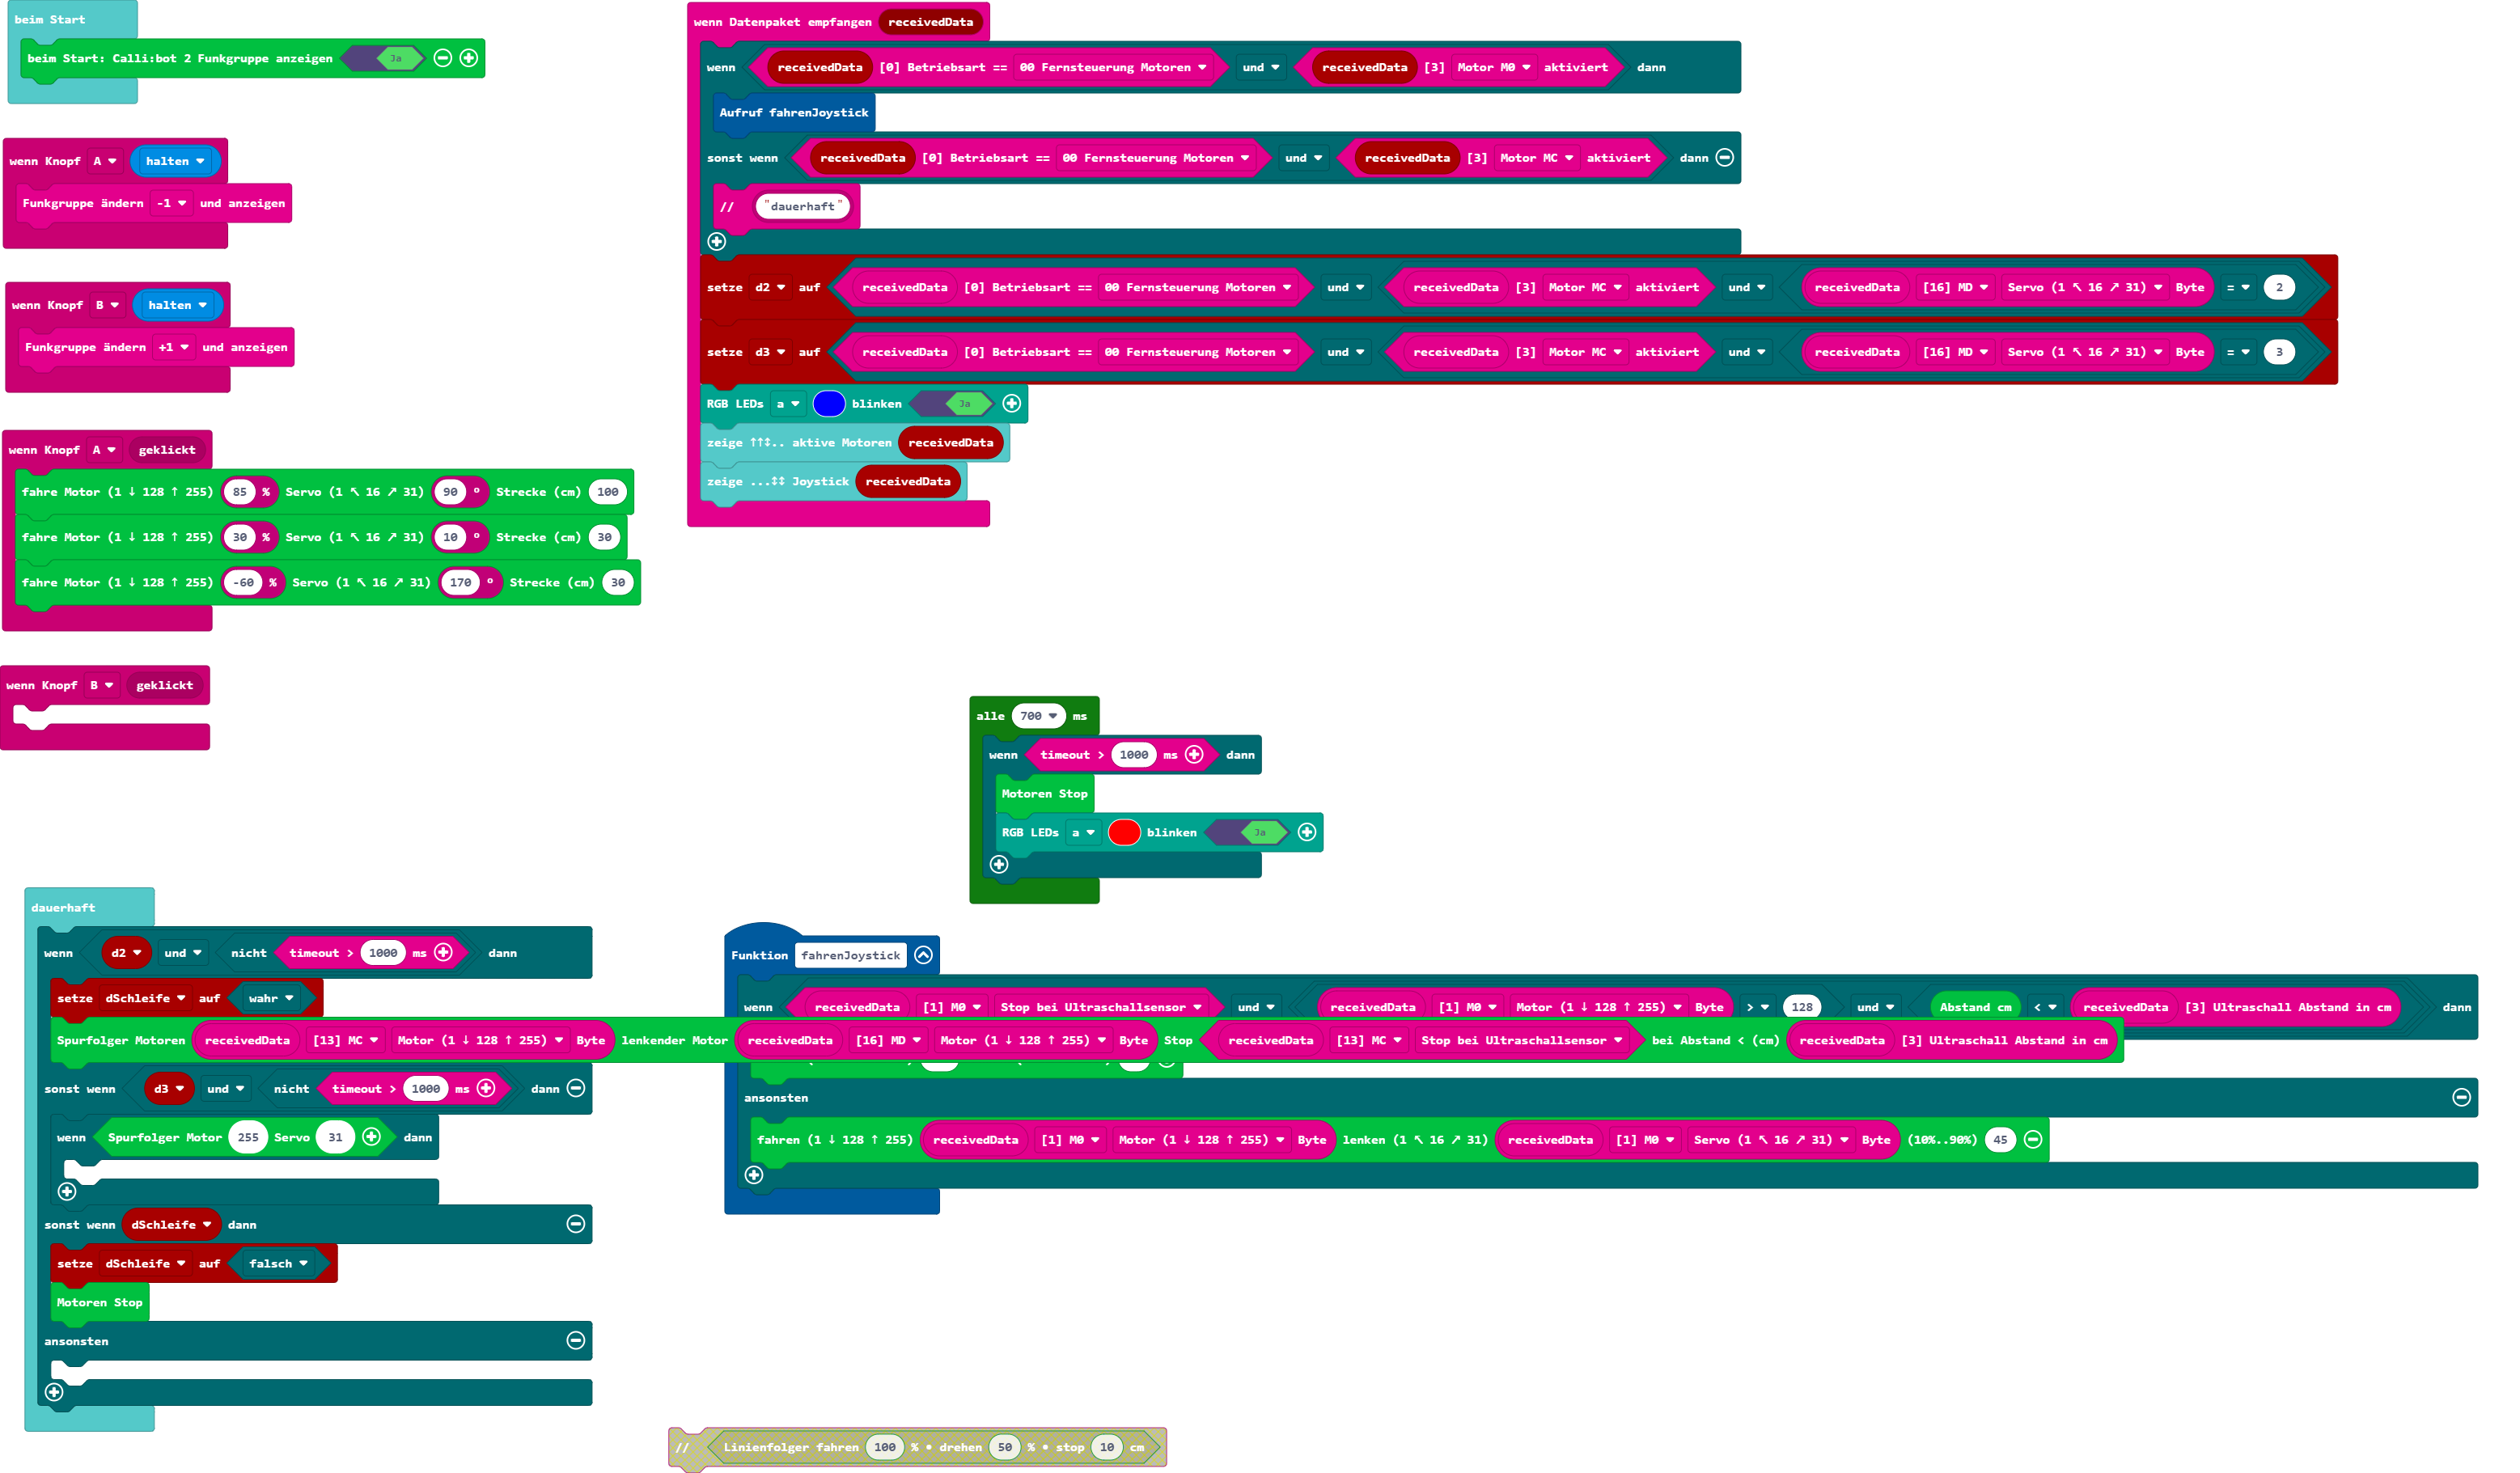 beim Start
beim Start: Calli:bot 2 Funkgruppe anzeigen Ja
wenn Knopf A halten
Funkgruppe ändern -1 und anzeigen
wenn Knopf B halten
Funkgruppe ändern +1 und anzeigen
wenn Knopf A geklickt
fahre Motor (1 ↓ 128 ↑ 255) 85 % Servo (1 ↖ 16 ↗ 31) 90 ° Strecke (cm) 100
fahre Motor (1 ↓ 128 ↑ 255) 30 % Servo (1 ↖ 16 ↗ 31) 10 ° Strecke (cm) 30
fahre Motor (1 ↓ 128 ↑ 255) -60 % Servo (1 ↖ 16 ↗ 31) 170 ° Strecke (cm) 30
wenn Knopf B geklickt
wenn Datenpaket empfangen receivedData
wenn receivedData [0] Betriebsart == 00 Fernsteuerung Motoren und receivedData [3] Motor M0 aktiviert dann
Aufruf fahrenJoystick
sonst wenn receivedData [0] Betriebsart == 00 Fernsteuerung Motoren und receivedData [3] Motor MC aktiviert dann
// "dauerhaft"
setze d2 auf receivedData [0] Betriebsart == 00 Fernsteuerung Motoren und receivedData [3] Motor MC aktiviert und receivedData [16] MD Servo (1 ↖ 16 ↗ 31) Byte = 2
setze d3 auf receivedData [0] Betriebsart == 00 Fernsteuerung Motoren und receivedData [3] Motor MC aktiviert und receivedData [16] MD Servo (1 ↖ 16 ↗ 31) Byte = 3
RGB LEDs a blinken Ja
zeige ↑↑↕.. aktive Motoren receivedData
zeige ...↕↕ Joystick receivedData
alle 700 ms
wenn timeout > 1000 ms dann
Motoren Stop
RGB LEDs a blinken Ja
dauerhaft
wenn d2 und nicht timeout > 1000 ms dann
setze dSchleife auf wahr
Spurfolger Motoren receivedData [13] MC Motor (1 ↓ 128 ↑ 255) Byte lenkender Motor receivedData [16] MD Motor (1 ↓ 128 ↑ 255) Byte Stop receivedData [13] MC Stop bei Ultraschallsensor bei Abstand < (cm) receivedData [3] Ultraschall Abstand in cm
sonst wenn d3 und nicht timeout > 1000 ms dann
wenn Spurfolger Motor 255 Servo 31 dann
sonst wenn dSchleife dann
setze dSchleife auf falsch
Motoren Stop
ansonsten
Funktion fahrenJoystick
wenn receivedData [1] M0 Stop bei Ultraschallsensor und receivedData [1] M0 Motor (1 ↓ 128 ↑ 255) Byte > 128 und Abstand cm < receivedData [3] Ultraschall Abstand in cm dann
ansonsten
fahren (1 ↓ 128 ↑ 255) receivedData [1] M0 Motor (1 ↓ 128 ↑ 255) Byte lenken (1 ↖ 16 ↗ 31) receivedData [1] M0 Servo (1 ↖ 16 ↗ 31) Byte (10%..90%) 45
// Linienfolger fahren 100 % • drehen 50 % • stop 10 cm